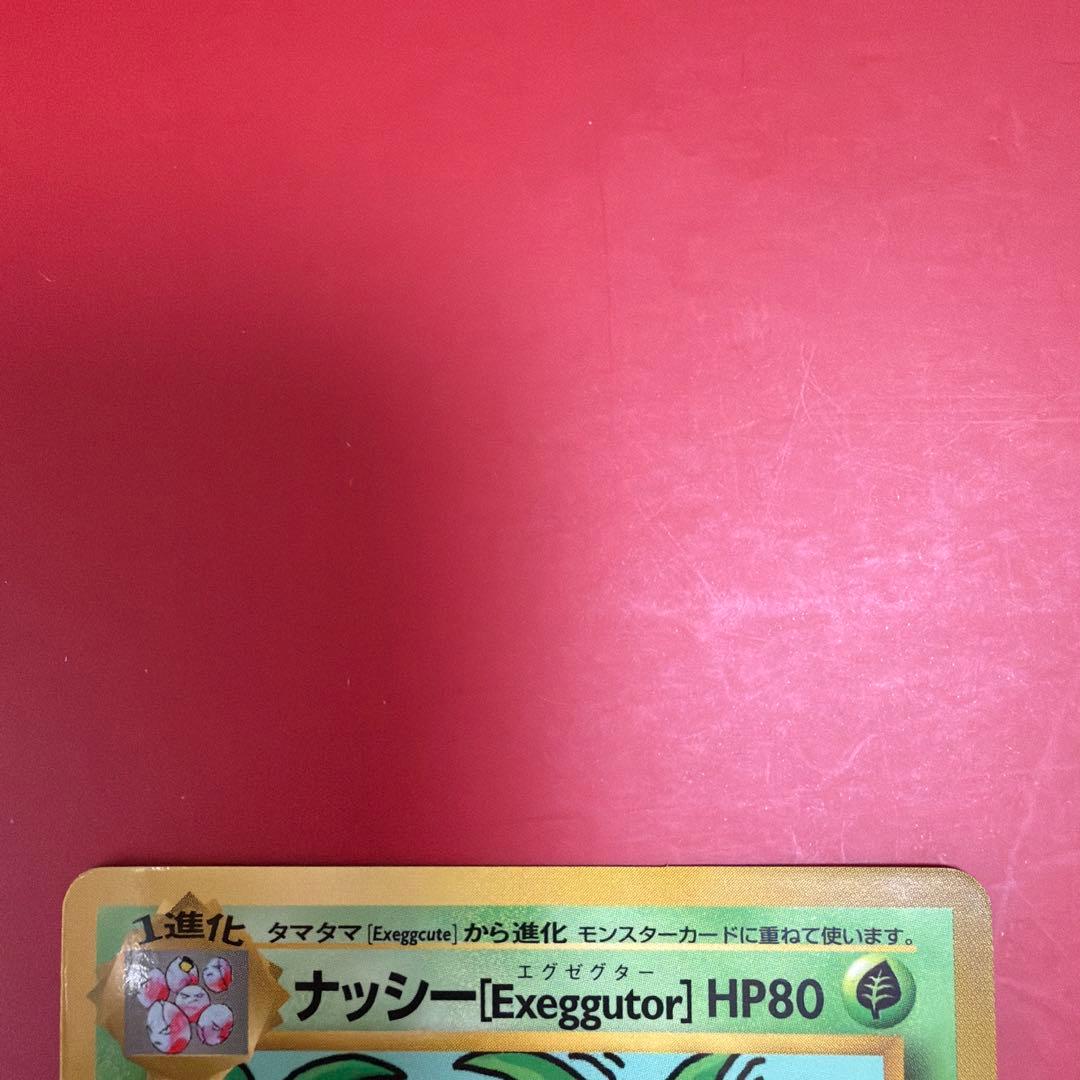 1進化 タマタマ[Exeggcute]から進化 モンスターカードに重ねて使います。
エグゼグター
ナッシー[Exeggutor] HP80